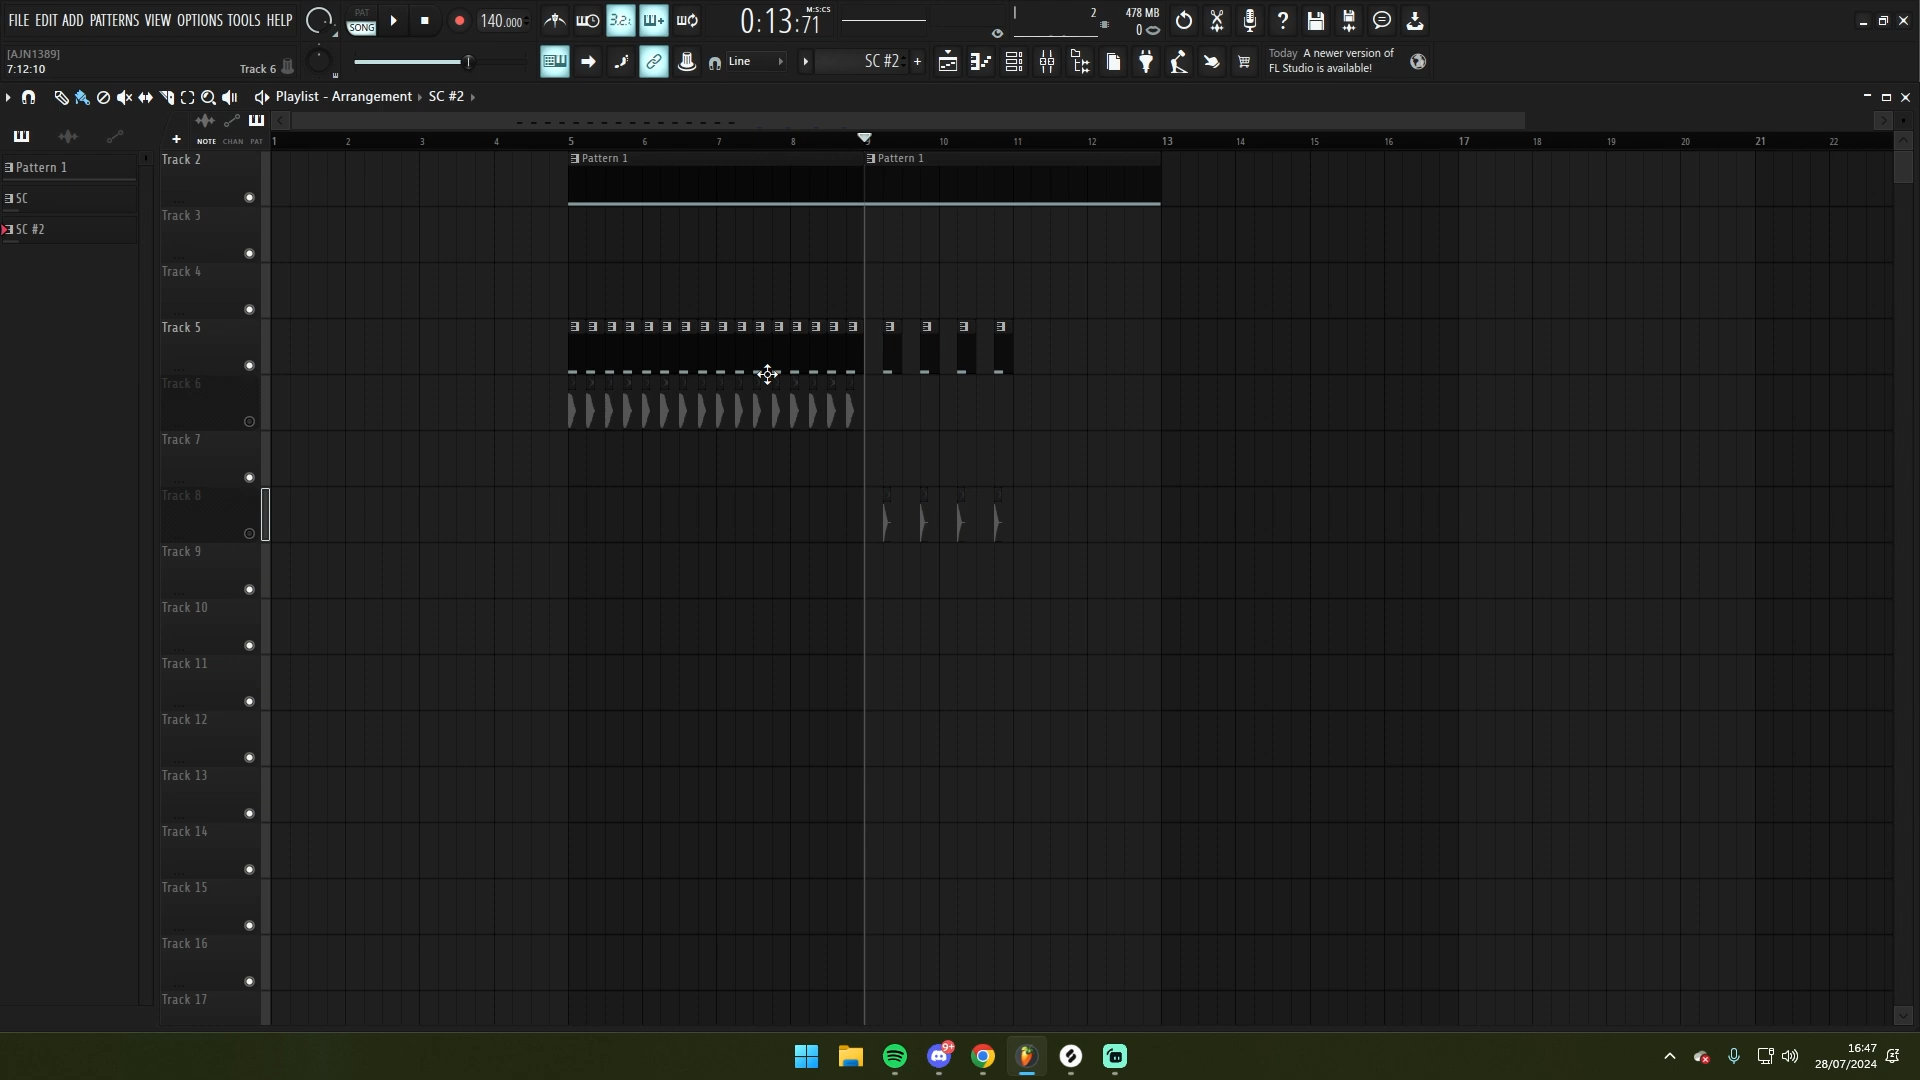 FILE EDIT ADD PATTERNS VIEW OPTIONS TOOLS HELP
PAT
SONG
140.000
3.2.
0:13:71
M:S:CS
2
478 MB
0
[AJN1389]
7:12:10
Track 6
Line
SC #2
Today A newer version of
FL Studio is available!
Playlist - Arrangement SC #2
NOTE CHAN PAT
1 2 3 4 5 6 7 8 9 10 11 12 13 14 15 16 17 18 19 20 21 22
Pattern 1
SC
SC #2
Track 2
Pattern 1
Pattern 1
Track 3
Track 4
Track 5
Track 6
Track 7
Track 8
Track 9
Track 10
Track 11
Track 12
Track 13
Track 14
Track 15
Track 16
Track 17
9+
16:47
28/07/2024